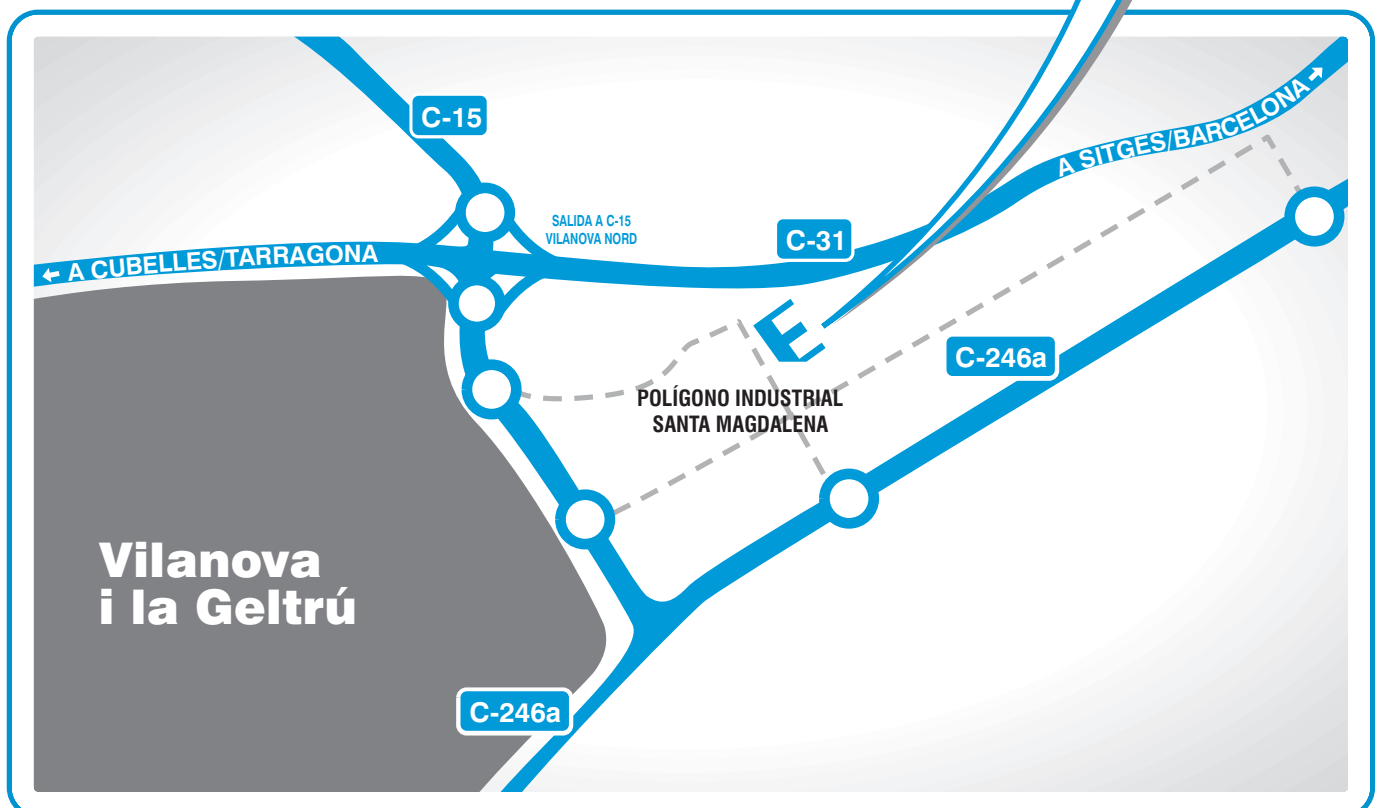 C-15
SALIDA A C-15
VILANOVA NORD
C-31
A SITGES/BARCELONA
A CUBELLES/TARRAGONA
E
C-246a
POLÍGONO INDUSTRIAL
SANTA MAGDALENA
Vilanova
i la Geltrú
C-246a